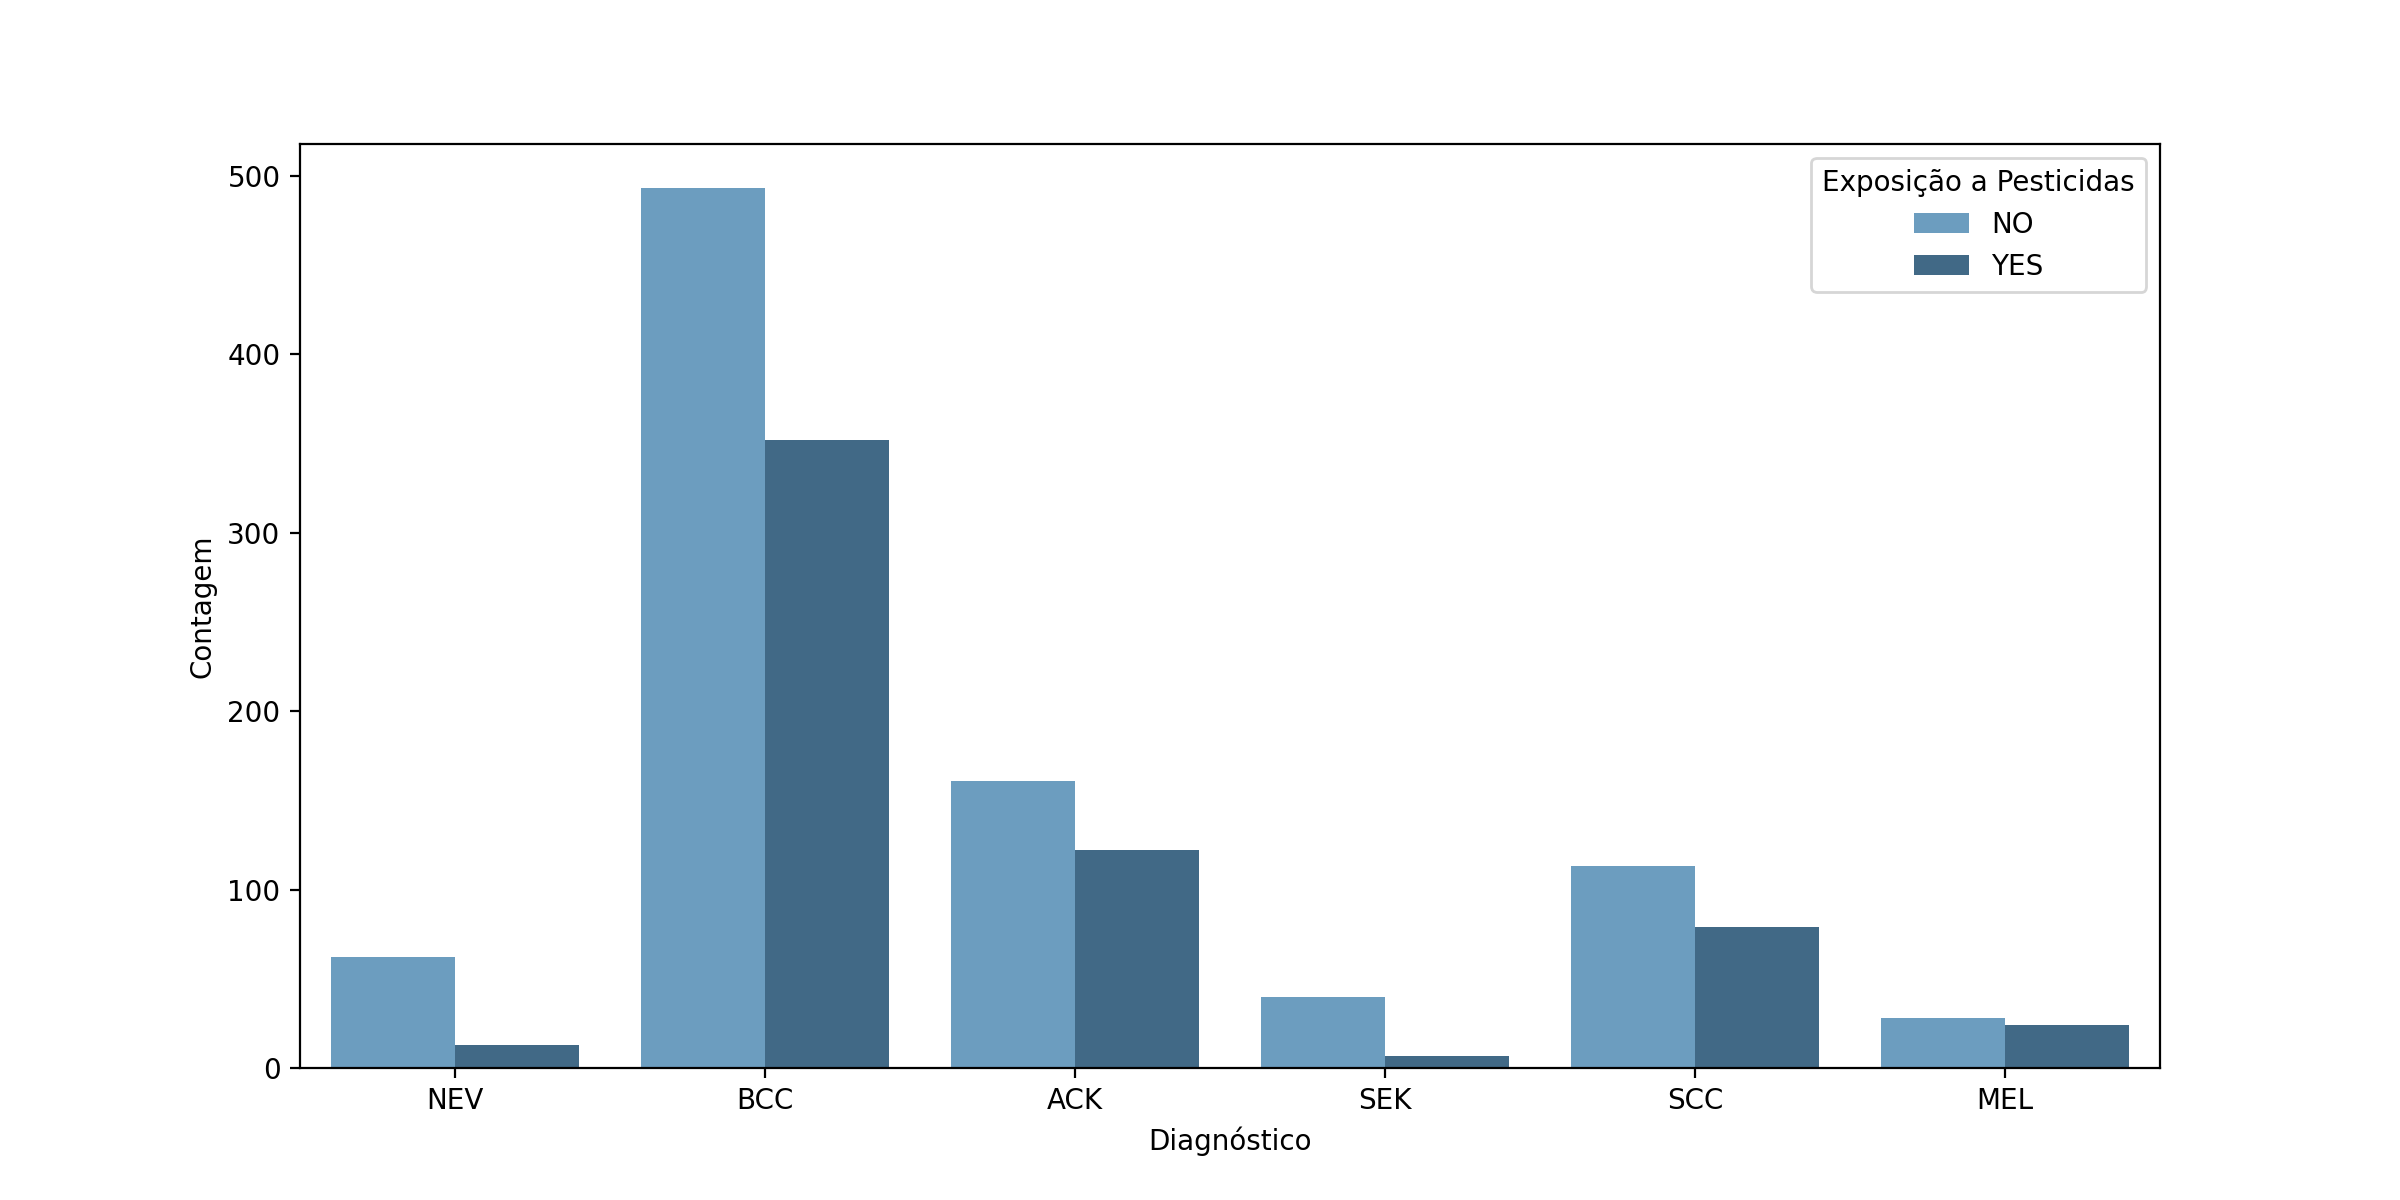 Exposição a Pesticidas
NO
YES
500
400
300
200
100
0
Contagem
NEV BCC ACK SEK SCC MEL
Diagnóstico